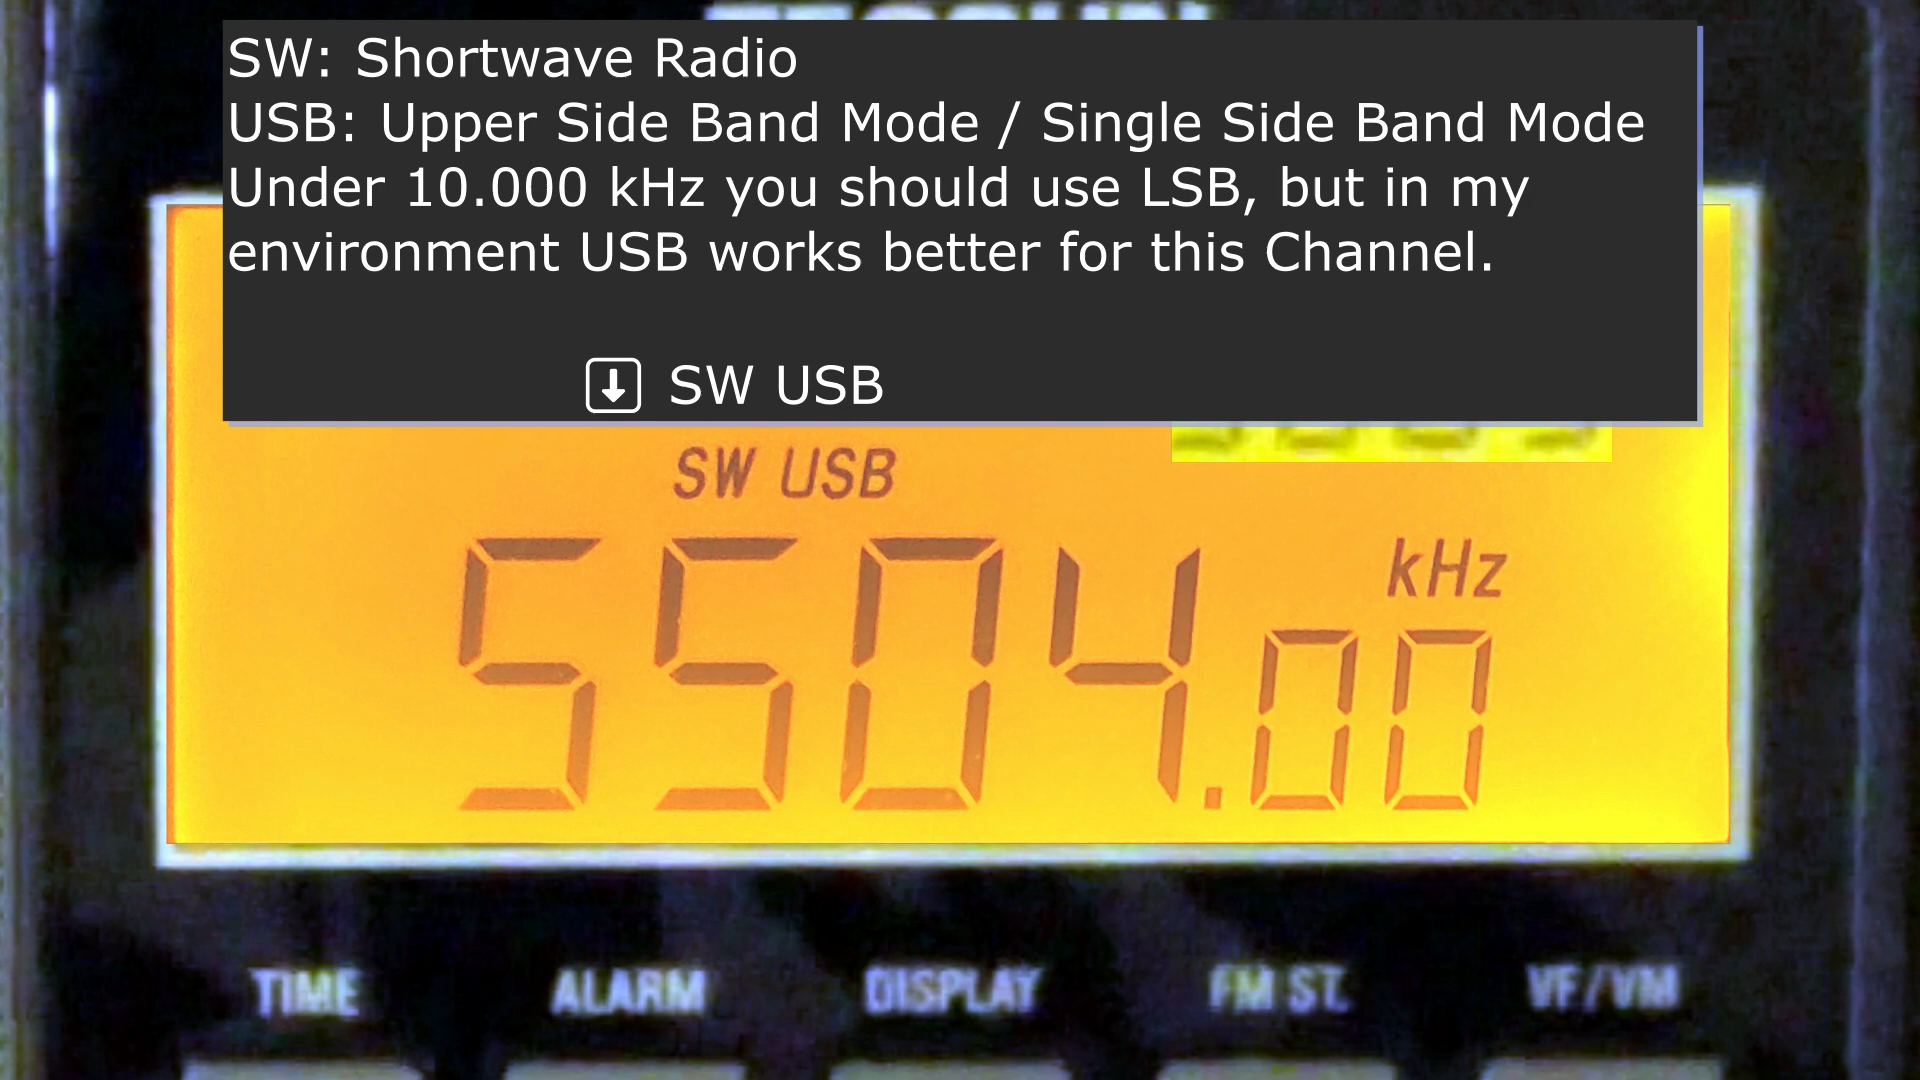 SW: Shortwave Radio
USB: Upper Side Band Mode / Single Side Band Mode
Under 10.000 kHz you should use LSB, but in my
environment USB works better for this Channel.
⬇ SW USB
SW USB
kHz
5504.00
TIME ALARM DISPLAY FM ST. VF/VM